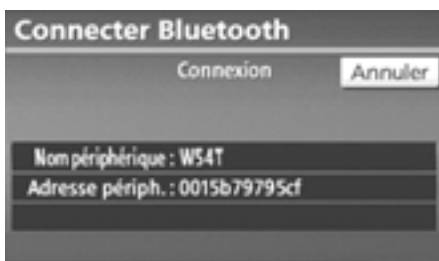 Connecter Bluetooth
Connexion
Annuler
Nom périphérique : W54T
Adresse périph. : 0015b79795cf